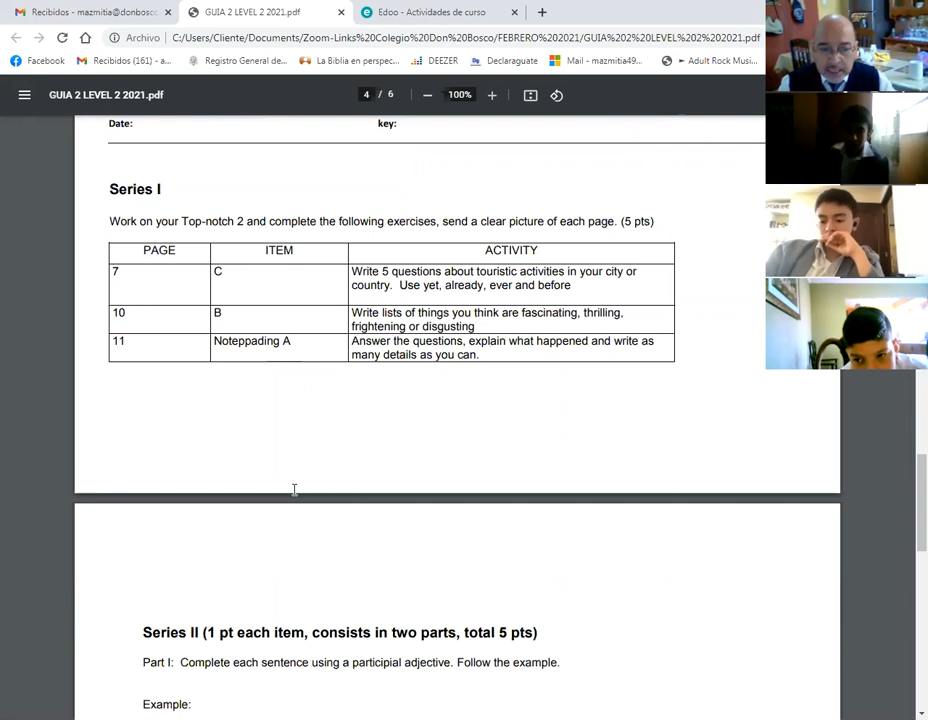 Recibidos - mazmitia@donbosco
GUIA 2 LEVEL 2 2021.pdf
Edoo - Actividades de curso
Archivo
C:/Users/Cliente/Documents/Zoom-Links%20Colegio%20Don%20Bosco/FEBRERO%202021/GUIA%202%20LEVEL%202%202021.pdf
Facebook
Recibidos (161) - a...
Registro General de...
La Biblia en perspec...
DEEZER
Declaraguate
Mail - mazmitia49...
Adult Rock Musi...
GUIA 2 LEVEL 2 2021.pdf
4 / 6
100%
Date:
key:
Series I
Work on your Top-notch 2 and complete the following exercises, send a clear picture of each page. (5 pts)
PAGE
ITEM
ACTIVITY
7
C
Write 5 questions about touristic activities in your city or
country. Use yet, already, ever and before
10
B
Write lists of things you think are fascinating, thrilling,
frightening or disgusting
11
Noteppading A
Answer the questions, explain what happened and write as
many details as you can.
Series II (1 pt each item, consists in two parts, total 5 pts)
Part I: Complete each sentence using a participial adjective. Follow the example.
Example: